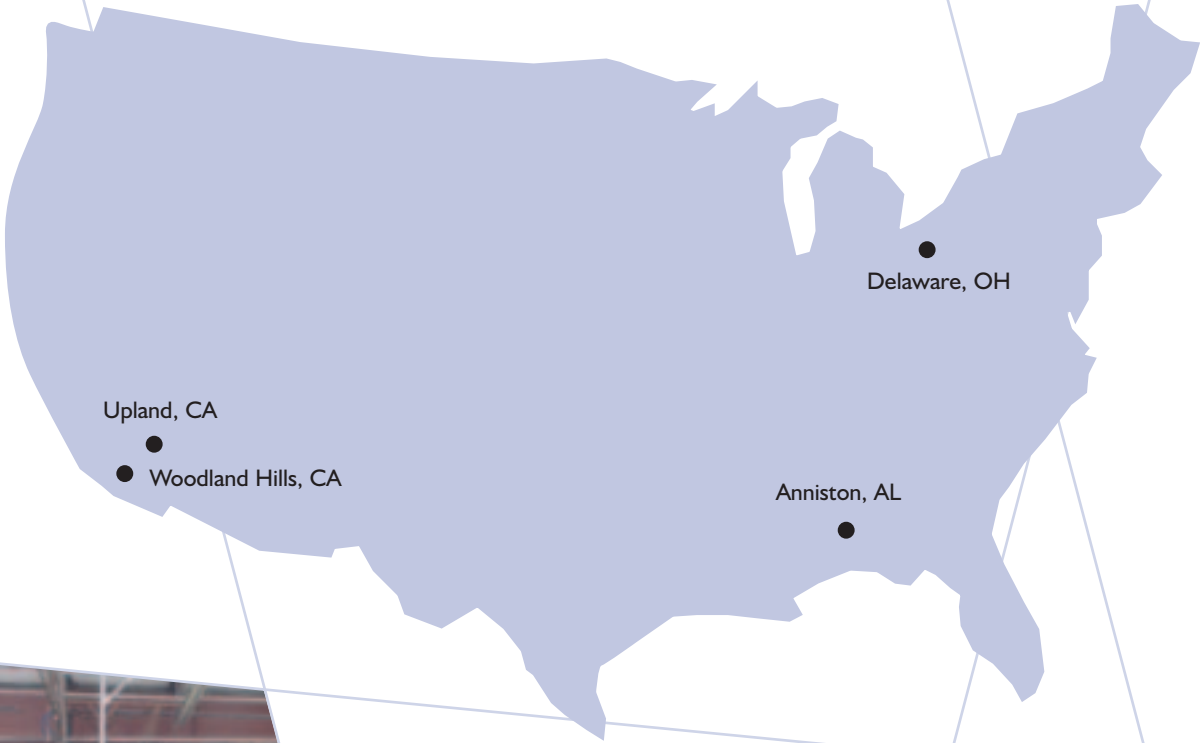 Delaware, OH
Upland, CA
Woodland Hills, CA
Anniston, AL